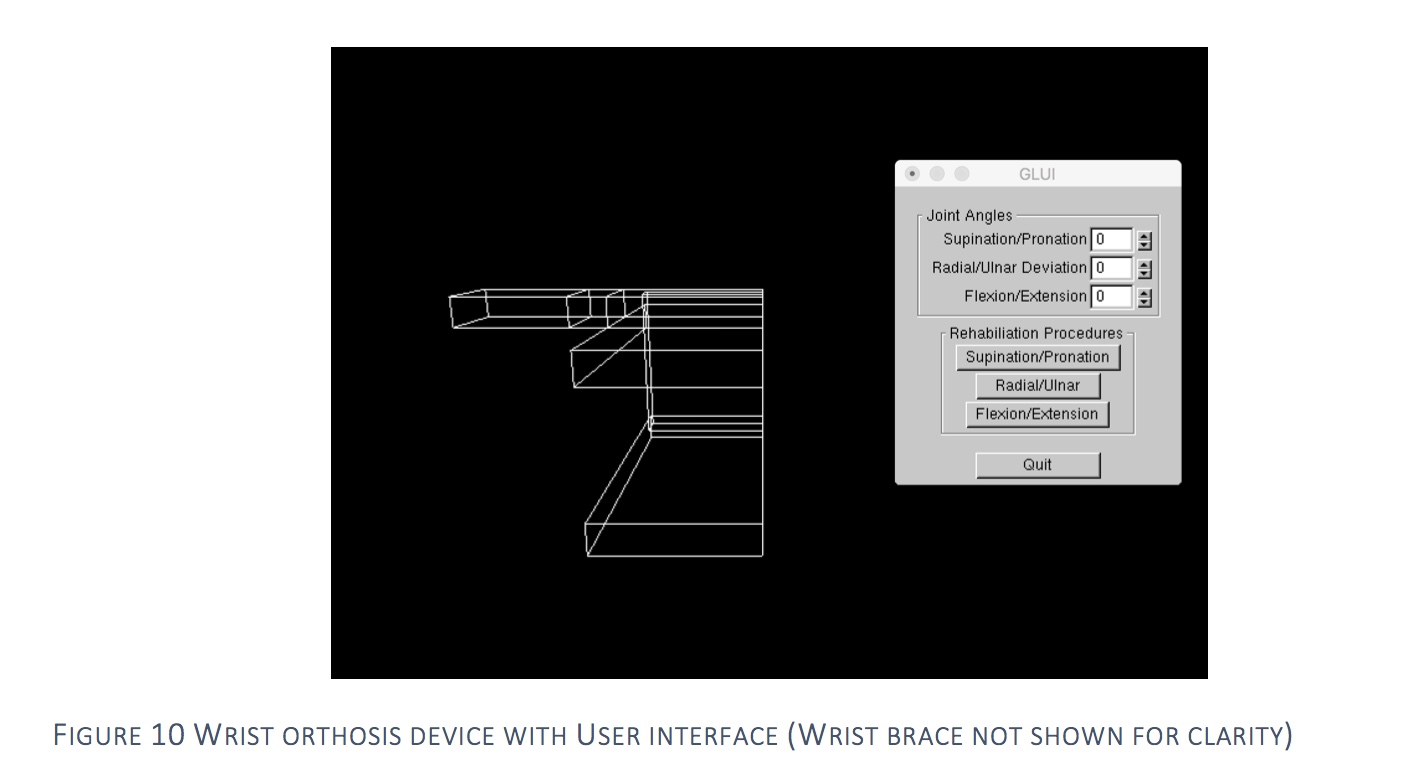 GLUI
Joint Angles
Supination/Pronation 0
Radial/Ulnar Deviation 0
Flexion/Extension 0
Rehabiliation Procedures
Supination/Pronation
Radial/Ulnar
Flexion/Extension
Quit
FIGURE 10 WRIST ORTHOSIS DEVICE WITH USER INTERFACE (WRIST BRACE NOT SHOWN FOR CLARITY)